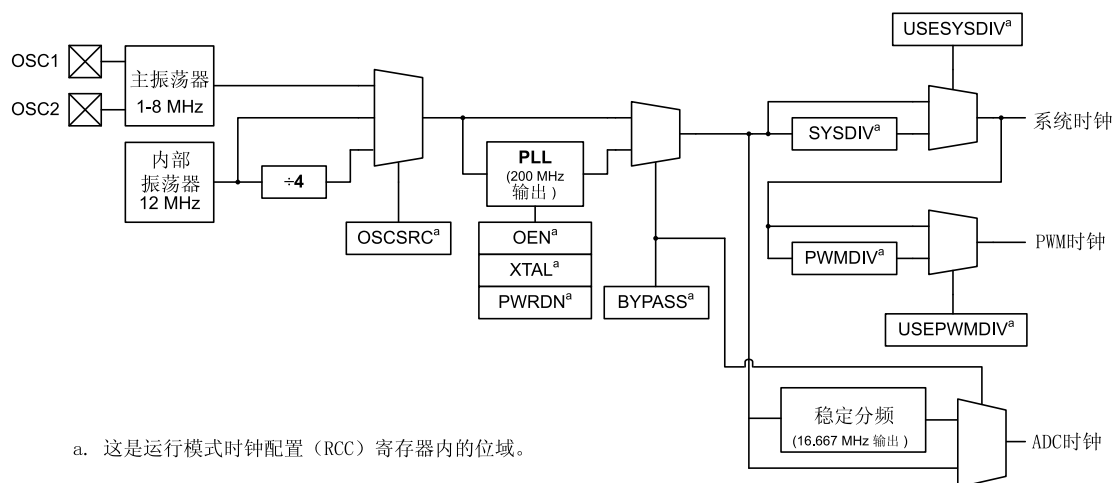 USESYSDIVa
OSC1
OSC2
主振荡器
1-8 MHz
内部
振荡器
12 MHz
÷4
OSCSRCa
PLL
(200 MHz
输出)
OENa
XTALa
PWRDNa
BYPASSa
SYSDIVa
系统时钟
PWMDIVa
PWM时钟
USEPWMDIVa
稳定分频
(16.667 MHz 输出)
ADC时钟
a. 这是运行模式时钟配置（RCC）寄存器内的位域。